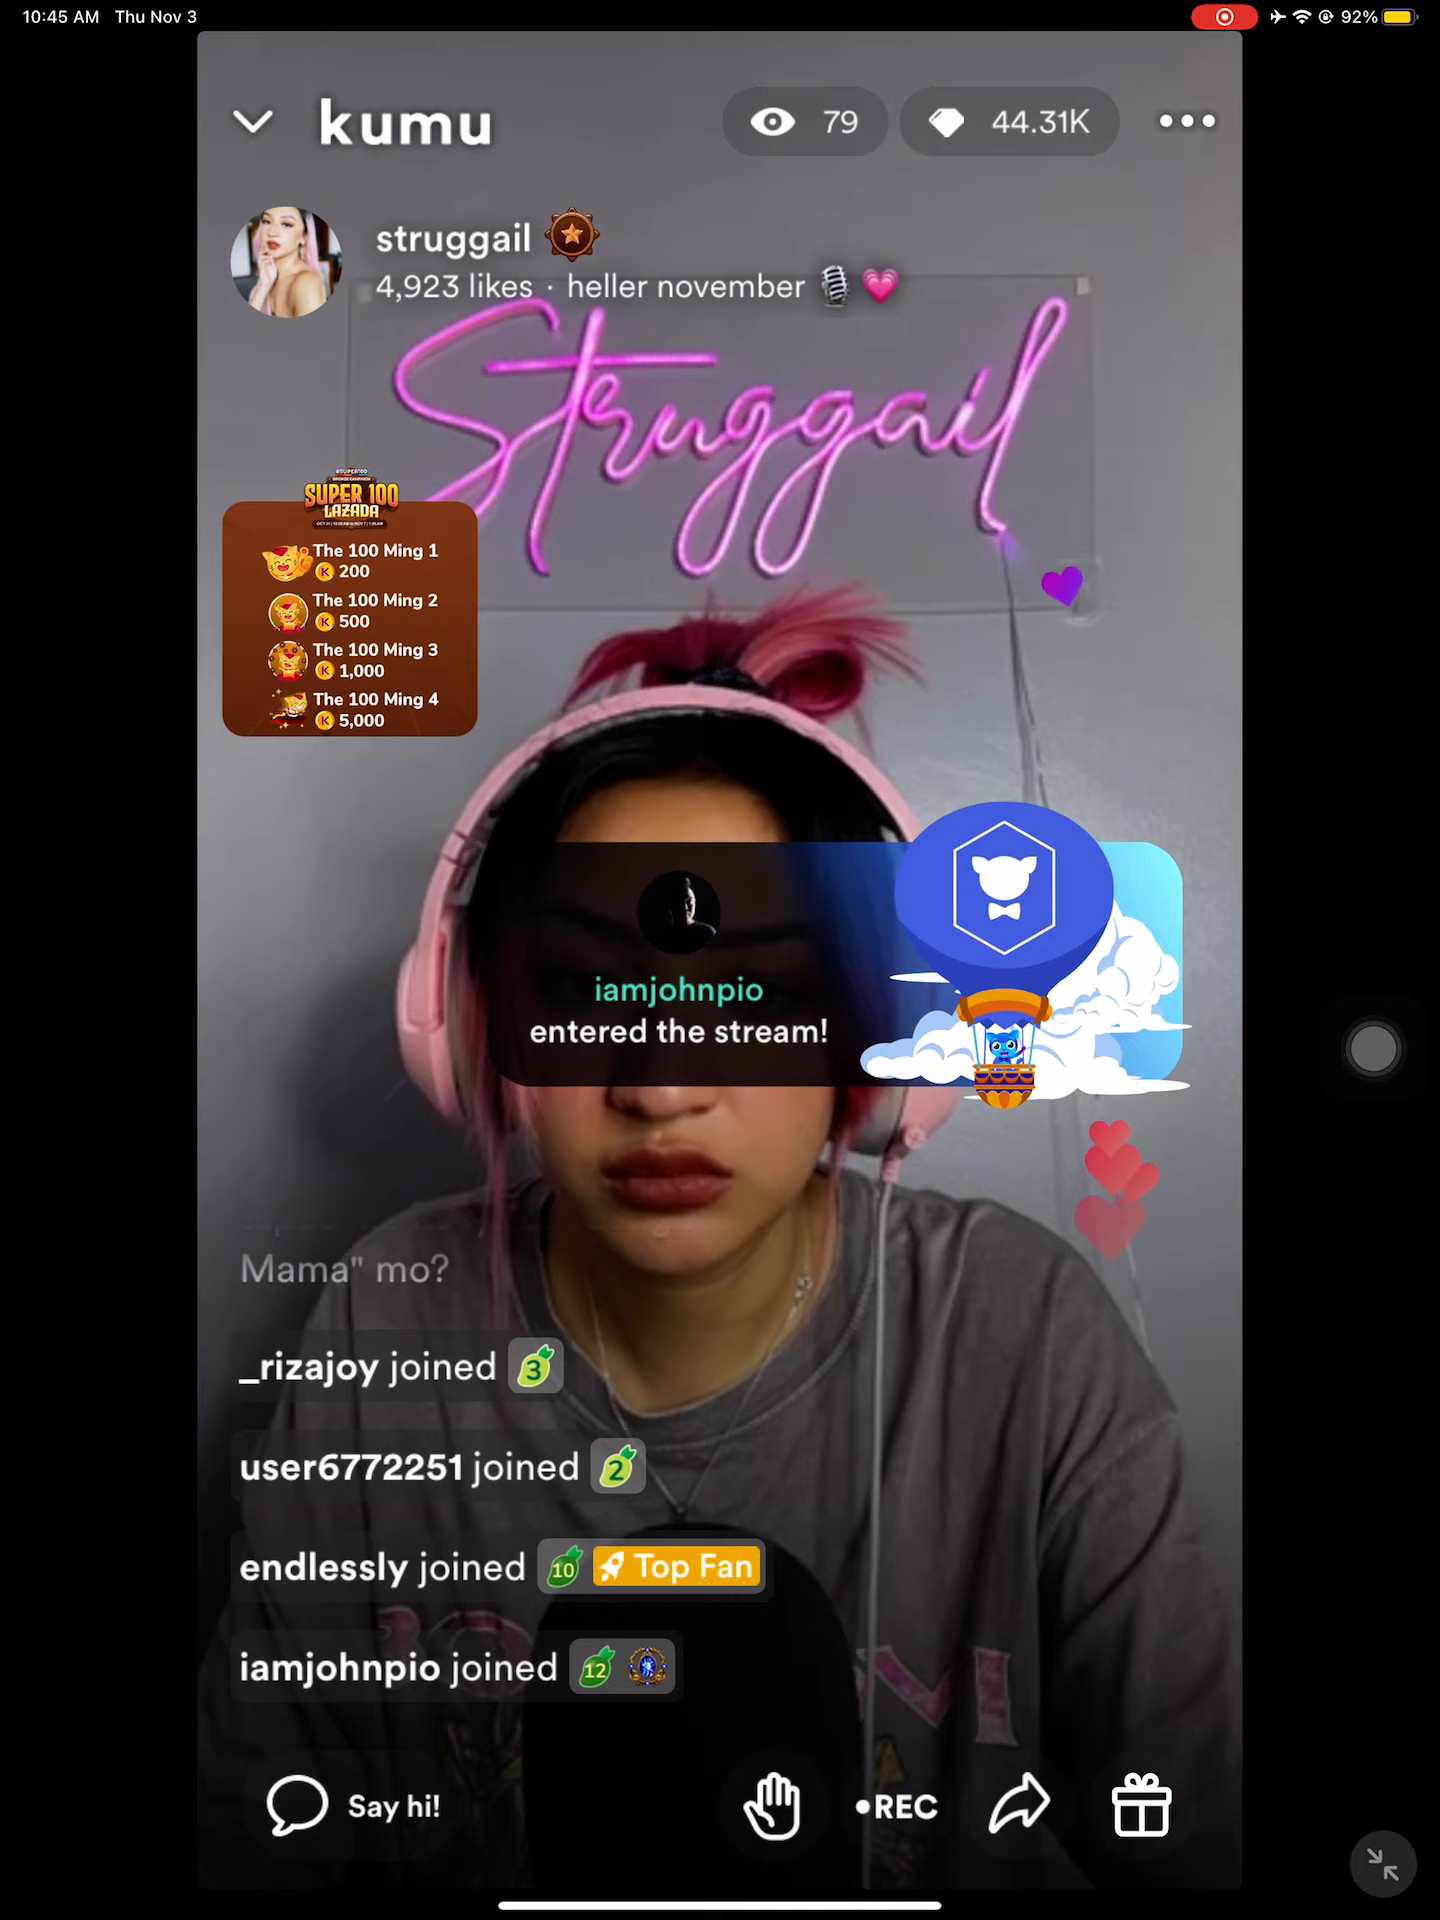 10:45 AM Thu Nov 3
92%
kumu
79
44.31K
struggail
4,923 likes · heller november
Struggail
#SUPER100
SUPER 100
LAZADA
The 100 Ming 1
K 200
The 100 Ming 2
K 500
The 100 Ming 3
K 1,000
The 100 Ming 4
K 5,000
iamjohnpio
entered the stream!
Mama" mo?
_rizajoy joined 3
user6772251 joined 2
endlessly joined 10 Top Fan
iamjohnpio joined 12
Say hi!
•REC